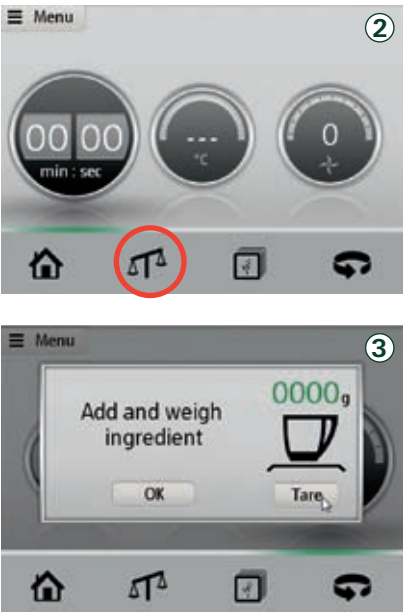 Menu
2
00 00
min : sec
---
°C
0
Menu
3
Add and weigh
ingredient
0000g
OK
Tare